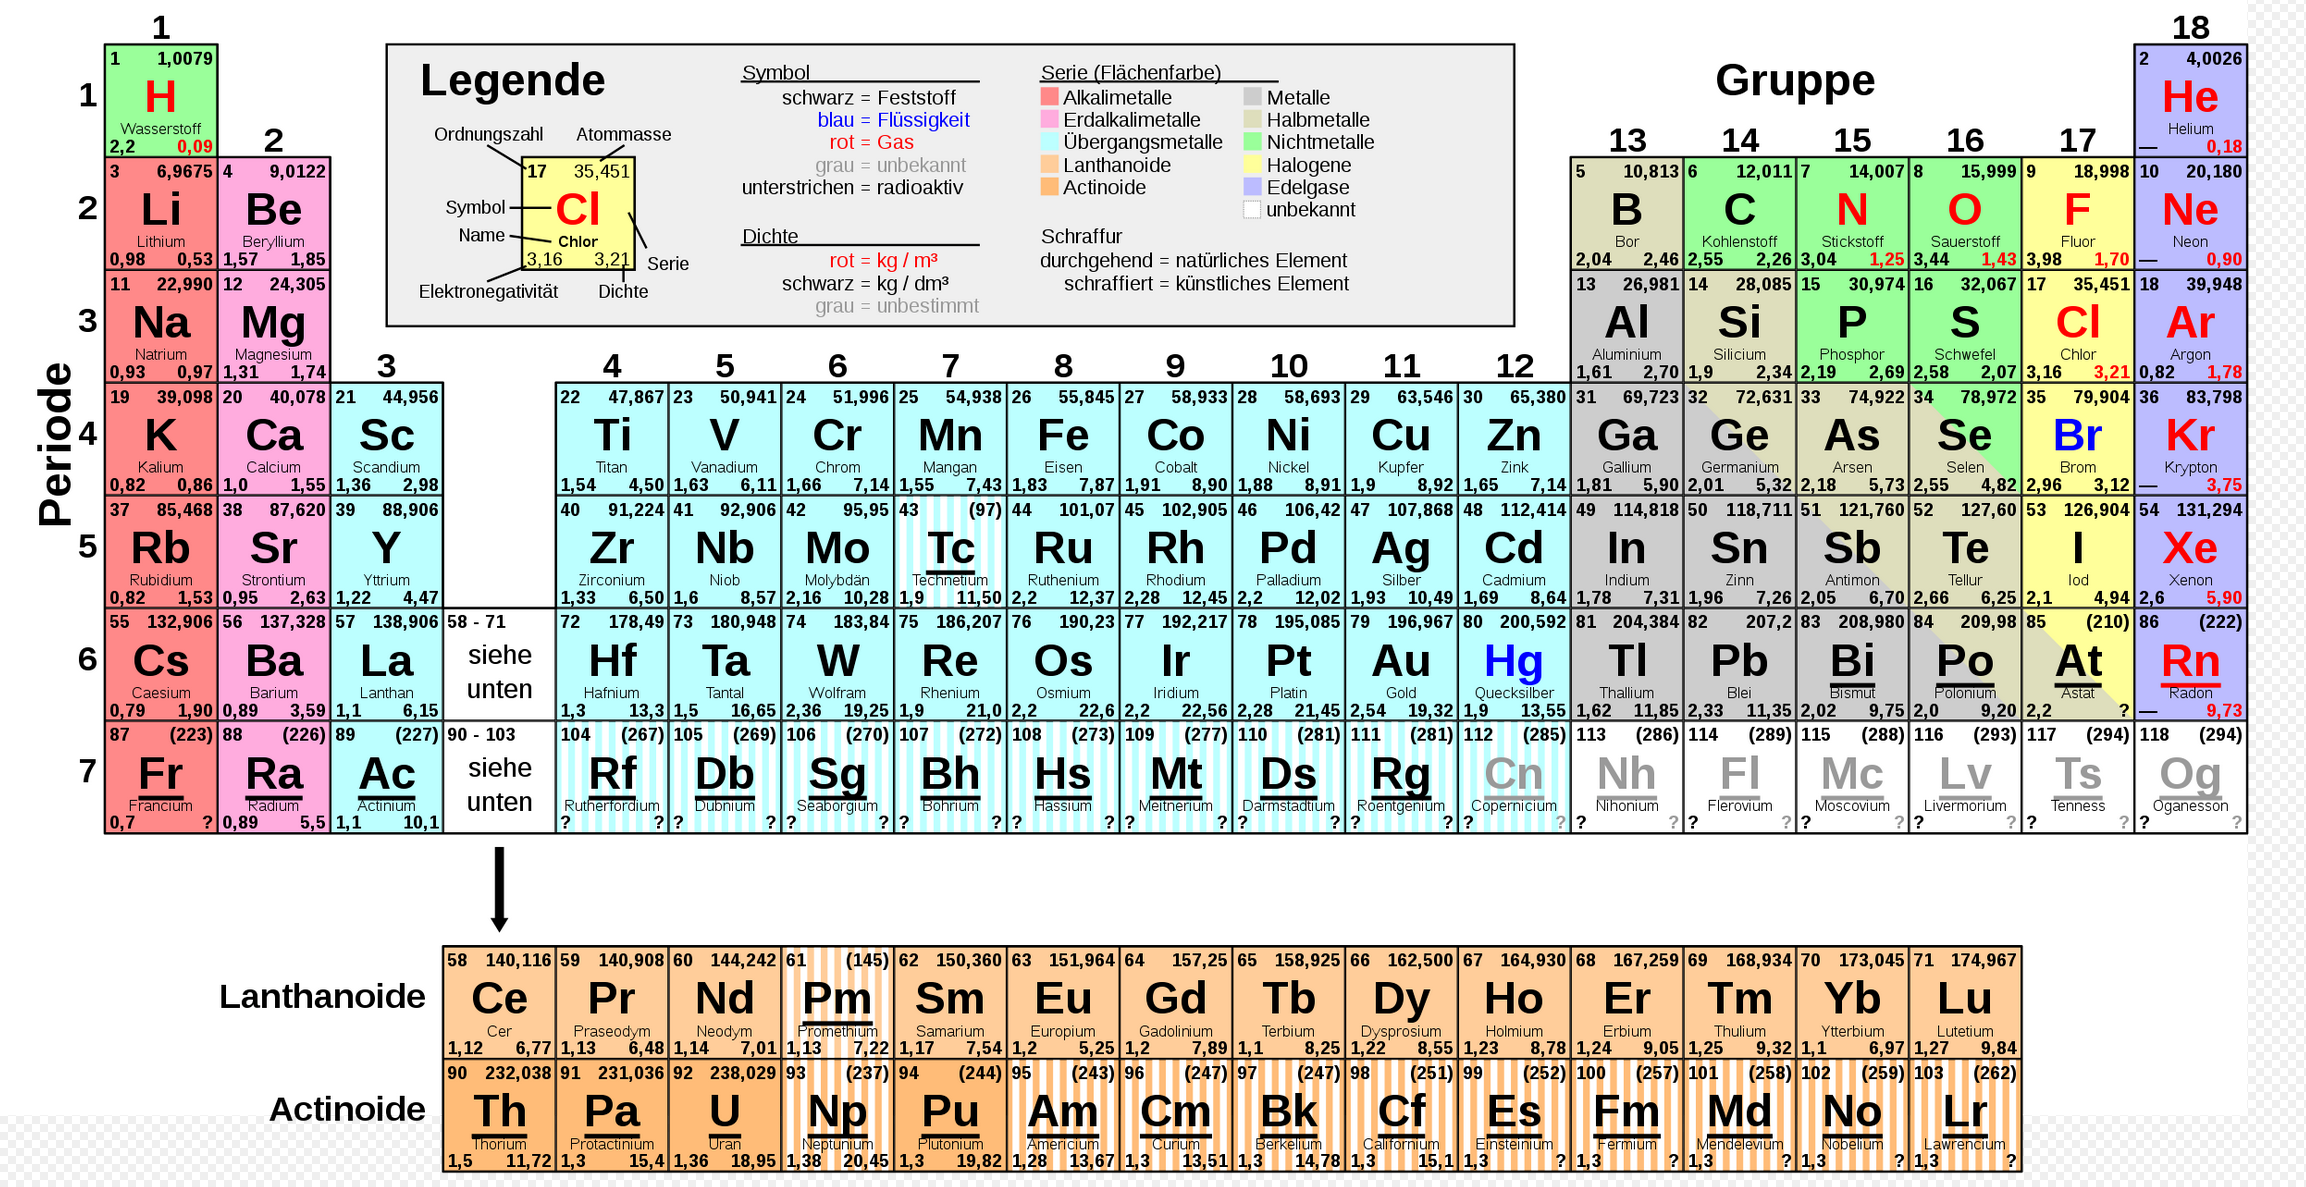 1 18
Legende
Symbol
schwarz = Feststoff
blau = Flüssigkeit
rot = Gas
grau = unbekannt
unterstrichen = radioaktiv
Dichte
rot = kg / m³
schwarz = kg / dm³
grau = unbestimmt
Serie (Flächenfarbe)
Alkalimetalle
Erdalkalimetalle
Übergangsmetalle
Lanthanoide
Actinoide
Metalle
Halbmetalle
Nichtmetalle
Halogene
Edelgase
unbekannt
Schraffur
durchgehend = natürliches Element
schraffiert = künstliches Element
Ordnungszahl Atommasse
17 35,451
Symbol Cl
Name Chlor
3,16 3,21
Serie
Elektronegativität Dichte
Gruppe
Periode
1
1 1,0079 2 4,0026
H He
Wasserstoff Helium
2,2 0,09 — 0,18
2 13 14 15 16 17
2
3 6,9675 4 9,0122 5 10,813 6 12,011 7 14,007 8 15,999 9 18,998 10 20,180
Li Be B C N O F Ne
Lithium Beryllium Bor Kohlenstoff Stickstoff Sauerstoff Fluor Neon
0,98 0,53 1,57 1,85 2,04 2,46 2,55 2,26 3,04 1,25 3,44 1,43 3,98 1,70 — 0,90
3
11 22,990 12 24,305 13 26,981 14 28,085 15 30,974 16 32,067 17 35,451 18 39,948
Na Mg Al Si P S Cl Ar
Natrium Magnesium Aluminium Silicium Phosphor Schwefel Chlor Argon
0,93 0,97 1,31 1,74 1,61 2,70 1,9 2,34 2,19 2,69 2,58 2,07 3,16 3,21 0,82 1,78
3 4 5 6 7 8 9 10 11 12
4
19 39,098 20 40,078 21 44,956 22 47,867 23 50,941 24 51,996 25 54,938 26 55,845 27 58,933 28 58,693 29 63,546 30 65,380 31 69,723 32 72,631 33 74,922 34 78,972 35 79,904 36 83,798
K Ca Sc Ti V Cr Mn Fe Co Ni Cu Zn Ga Ge As Se Br Kr
Kalium Calcium Scandium Titan Vanadium Chrom Mangan Eisen Cobalt Nickel Kupfer Zink Gallium Germanium Arsen Selen Brom Krypton
0,82 0,86 1,0 1,55 1,36 2,98 1,54 4,50 1,63 6,11 1,66 7,14 1,55 7,43 1,83 7,87 1,91 8,90 1,88 8,91 1,9 8,92 1,65 7,14 1,81 5,90 2,01 5,32 2,18 5,73 2,55 4,82 2,96 3,12 — 3,75
5
37 85,468 38 87,620 39 88,906 40 91,224 41 92,906 42 95,95 43 (97) 44 101,07 45 102,905 46 106,42 47 107,868 48 112,414 49 114,818 50 118,711 51 121,760 52 127,60 53 126,904 54 131,294
Rb Sr Y Zr Nb Mo Tc Ru Rh Pd Ag Cd In Sn Sb Te I Xe
Rubidium Strontium Yttrium Zirconium Niob Molybdän Technetium Ruthenium Rhodium Palladium Silber Cadmium Indium Zinn Antimon Tellur Iod Xenon
0,82 1,53 0,95 2,63 1,22 4,47 1,33 6,50 1,6 8,57 2,16 10,28 1,9 11,50 2,2 12,37 2,28 12,45 2,2 12,02 1,93 10,49 1,69 8,64 1,78 7,31 1,96 7,26 2,05 6,70 2,66 6,25 2,1 4,94 2,6 5,90
6
55 132,906 56 137,328 57 138,906 58 - 71 72 178,49 73 180,948 74 183,84 75 186,207 76 190,23 77 192,217 78 195,085 79 196,967 80 200,592 81 204,384 82 207,2 83 208,980 84 209,98 85 (210) 86 (222)
Cs Ba La siehe unten Hf Ta W Re Os Ir Pt Au Hg Tl Pb Bi Po At Rn
Caesium Barium Lanthan Hafnium Tantal Wolfram Rhenium Osmium Iridium Platin Gold Quecksilber Thallium Blei Bismut Polonium Astat Radon
0,79 1,90 0,89 3,59 1,1 6,15 1,3 13,3 1,5 16,65 2,36 19,25 1,9 21,0 2,2 22,6 2,2 22,56 2,28 21,45 2,54 19,32 1,9 13,55 1,62 11,85 2,33 11,35 2,02 9,75 2,0 9,20 2,2 ? — 9,73
7
87 (223) 88 (226) 89 (227) 90 - 103 104 (267) 105 (269) 106 (270) 107 (272) 108 (273) 109 (277) 110 (281) 111 (281) 112 (285) 113 (286) 114 (289) 115 (288) 116 (293) 117 (294) 118 (294)
Fr Ra Ac siehe unten Rf Db Sg Bh Hs Mt Ds Rg Cn Nh Fl Mc Lv Ts Og
Francium Radium Actinium Rutherfordium Dubnium Seaborgium Bohrium Hassium Meitnerium Darmstadtium Roentgenium Copernicium Nihonium Flerovium Moscovium Livermorium Tenness Oganesson
0,7 ? 0,89 5,5 1,1 10,1 ? ? ? ? ? ? ? ? ? ? ? ? ? ? ? ? ? ? ? ? ? ? ? ? ? ? ? ? ? ?
Lanthanoide
58 140,116 59 140,908 60 144,242 61 (145) 62 150,360 63 151,964 64 157,25 65 158,925 66 162,500 67 164,930 68 167,259 69 168,934 70 173,045 71 174,967
Ce Pr Nd Pm Sm Eu Gd Tb Dy Ho Er Tm Yb Lu
Cer Praseodym Neodym Promethium Samarium Europium Gadolinium Terbium Dysprosium Holmium Erbium Thulium Ytterbium Lutetium
1,12 6,77 1,13 6,48 1,14 7,01 1,13 7,22 1,17 7,54 1,2 5,25 1,2 7,89 1,1 8,25 1,22 8,55 1,23 8,78 1,24 9,05 1,25 9,32 1,1 6,97 1,27 9,84
Actinoide
90 232,038 91 231,036 92 238,029 93 (237) 94 (244) 95 (243) 96 (247) 97 (247) 98 (251) 99 (252) 100 (257) 101 (258) 102 (259) 103 (262)
Th Pa U Np Pu Am Cm Bk Cf Es Fm Md No Lr
Thorium Protactinium Uran Neptunium Plutonium Americium Curium Berkelium Californium Einsteinium Fermium Mendelevium Nobelium Lawrencium
1,5 11,72 1,3 15,4 1,36 18,95 1,38 20,45 1,3 19,82 1,28 13,67 1,3 13,51 1,3 14,78 1,3 15,1 1,3 ? 1,3 ? 1,3 ? 1,3 ? 1,3 ?